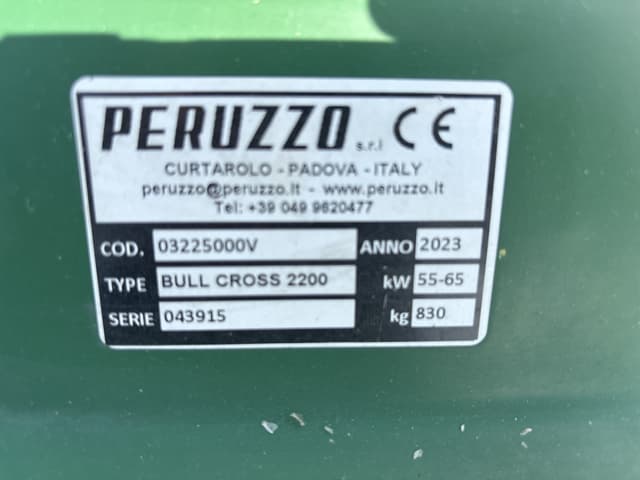 PERUZZO s.r.l CE
CURTAROLO - PADOVA - ITALY
peruzzo@peruzzo.it - www.peruzzo.it
Tel: +39 049 9620477
COD. 03225000V ANNO 2023
TYPE BULL CROSS 2200 kW 55-65
SERIE 043915 kg 830